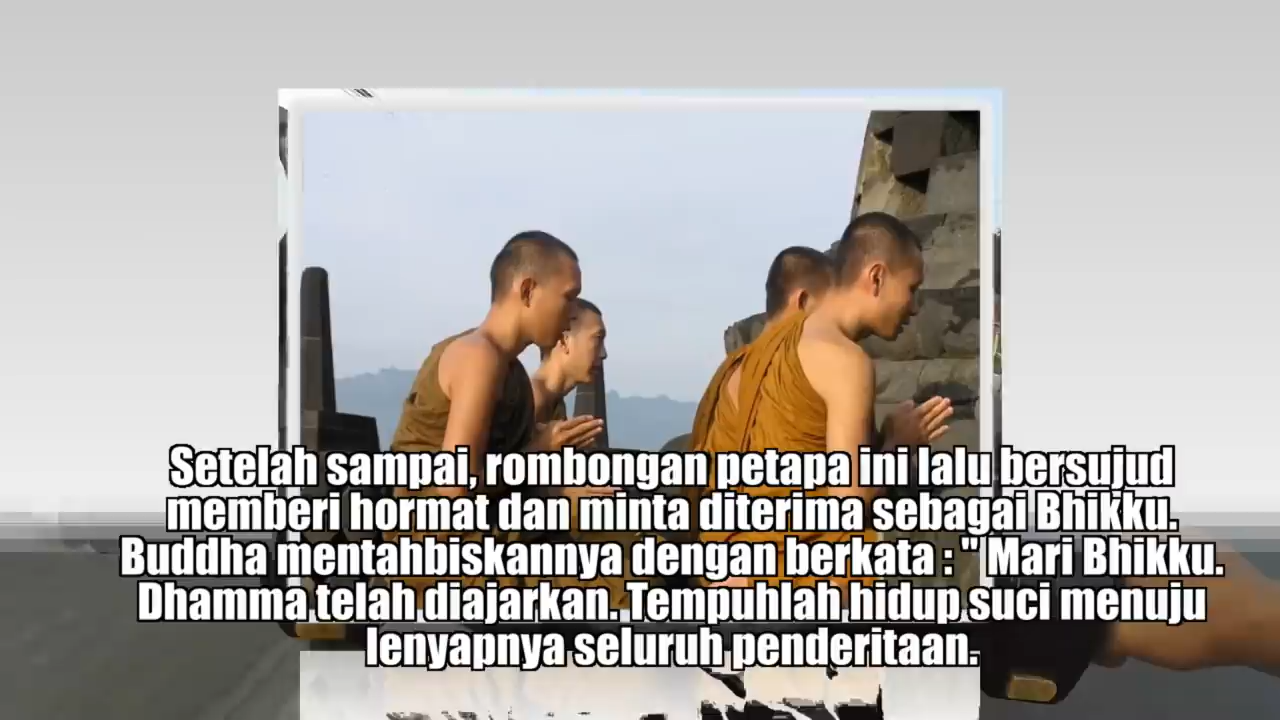 Setelah sampai, rombongan petapa ini lalu bersujud
memberi hormat dan minta diterima sebagai Bhikku.
Buddha mentahbiskannya dengan berkata : " Mari Bhikku.
Dhamma telah diajarkan. Tempuhlah hidup suci menuju
lenyapnya seluruh penderitaan.